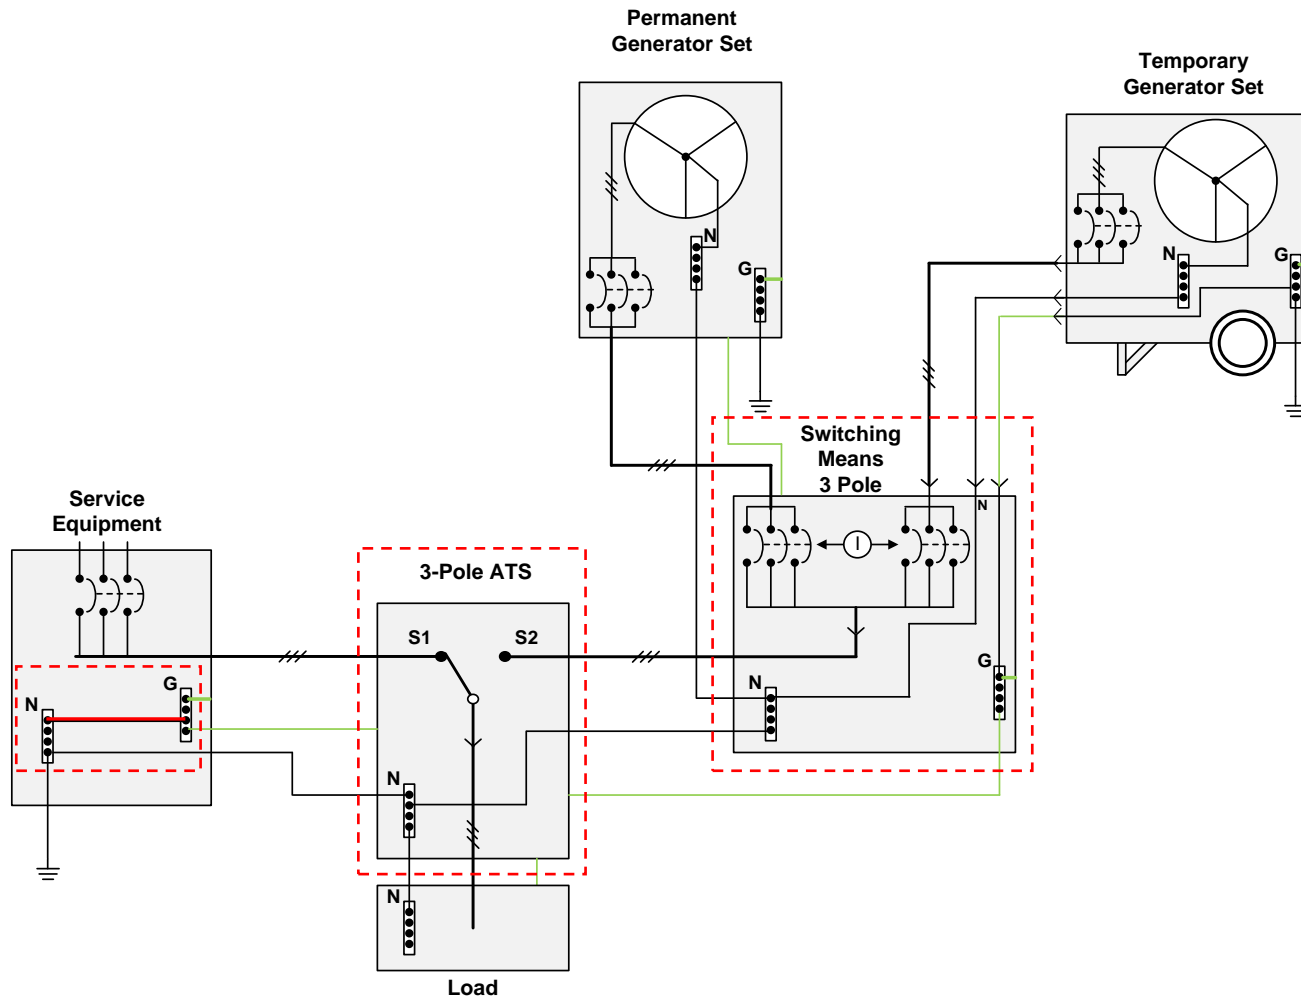 Permanent
Generator Set
Temporary
Generator Set
N
G
N
G
Switching
Means
3 Pole
N
I
Service
Equipment
3-Pole ATS
S1
S2
G
N
G
N
N
N
Load